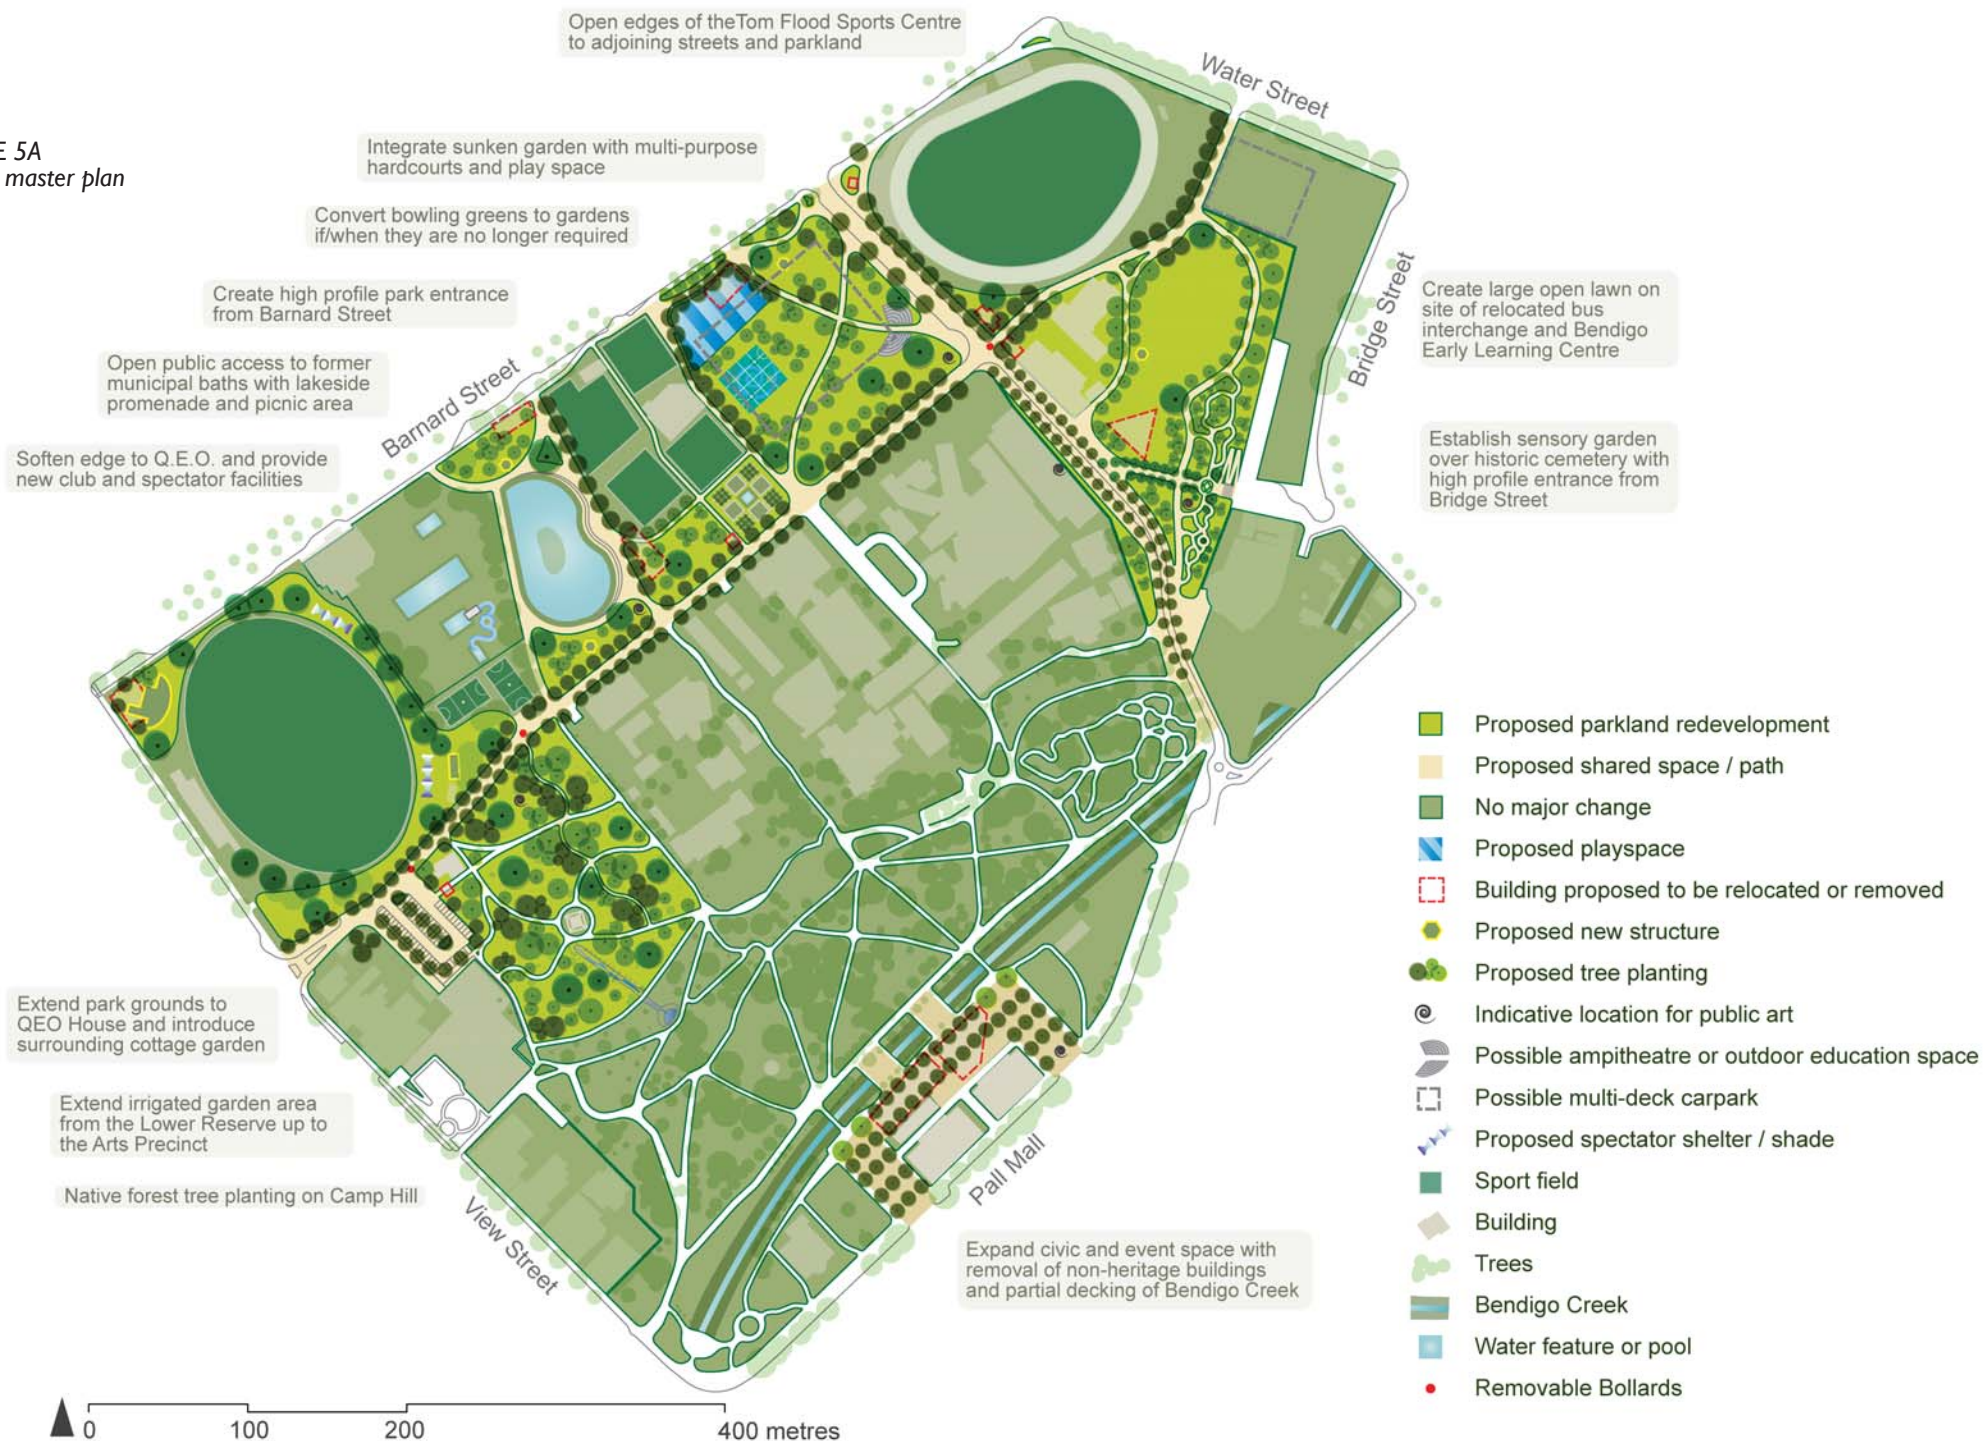 E 5A
master plan
Open edges of theTom Flood Sports Centre
to adjoining streets and parkland
Integrate sunken garden with multi-purpose
hardcourts and play space
Convert bowling greens to gardens
if/when they are no longer required
Create high profile park entrance
from Barnard Street
Open public access to former
municipal baths with lakeside
promenade and picnic area
Soften edge to Q.E.O. and provide
new club and spectator facilities
Water Street
Bridge Street
Barnard Street
Create large open lawn on
site of relocated bus
interchange and Bendigo
Early Learning Centre
Establish sensory garden
over historic cemetery with
high profile entrance from
Bridge Street
Extend park grounds to
QEO House and introduce
surrounding cottage garden
Extend irrigated garden area
from the Lower Reserve up to
the Arts Precinct
Native forest tree planting on Camp Hill
View Street
Pall Mall
Expand civic and event space with
removal of non-heritage buildings
and partial decking of Bendigo Creek
Proposed parkland redevelopment
Proposed shared space / path
No major change
Proposed playspace
Building proposed to be relocated or removed
Proposed new structure
Proposed tree planting
Indicative location for public art
Possible ampitheatre or outdoor education space
Possible multi-deck carpark
Proposed spectator shelter / shade
Sport field
Building
Trees
Bendigo Creek
Water feature or pool
Removable Bollards
0 100 200 400 metres